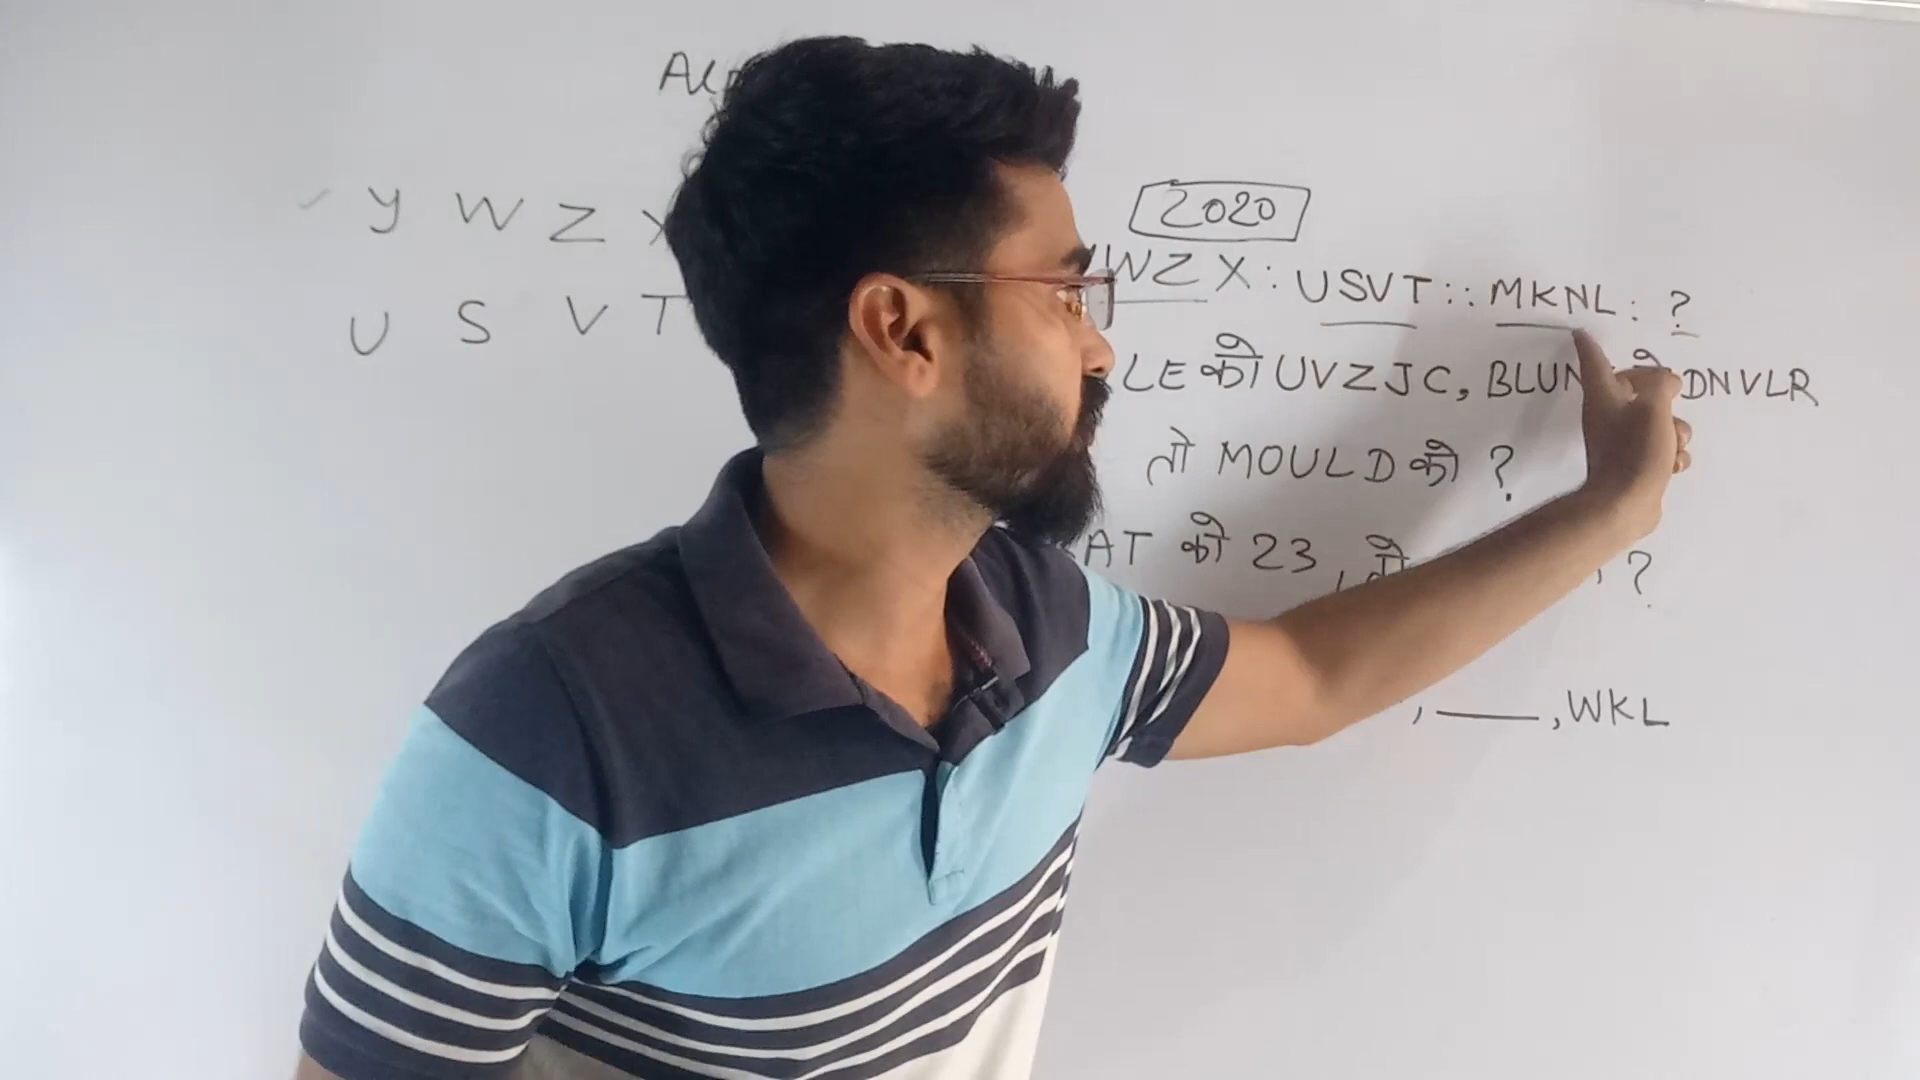 2020
Y W Z
WZX : USVT :: MKNL : ?
U S V T
LE को UVZJC, BLUN DNVLR
तो MOULD को ?
AT को 23, तो ?
, ____, WKL